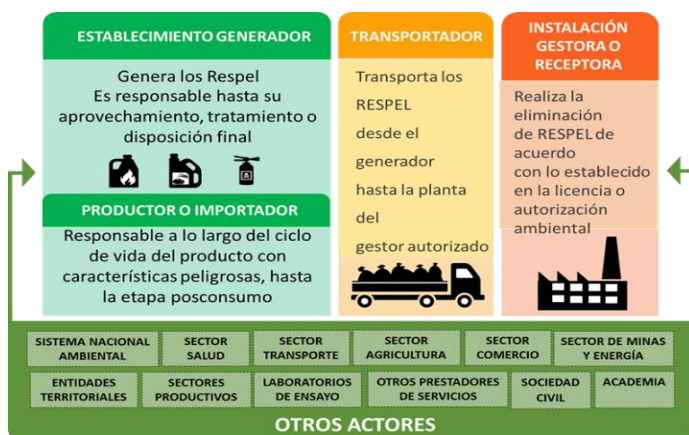 ESTABLECIMIENTO GENERADOR
Genera los Respel
Es responsable hasta su
aprovechamiento, tratamiento o
disposición final
PRODUCTOR O IMPORTADOR
Responsable a lo largo del ciclo
de vida del producto con
características peligrosas, hasta
la etapa posconsumo
TRANSPORTADOR
Transporta los
RESPEL
desde el
generador
hasta la planta
del
gestor autorizado
INSTALACIÓN
GESTORA O
RECEPTORA
Realiza la
eliminación
de RESPEL de
acuerdo
con lo establecido
en la licencia o
autorización
ambiental
SISTEMA NACIONAL
AMBIENTAL
SECTOR
SALUD
SECTOR
TRANSPORTE
SECTOR
AGRICULTURA
SECTOR
COMERCIO
SECTOR DE MINAS
Y ENERGÍA
ENTIDADES
TERRITORIALES
SECTORES
PRODUCTIVOS
LABORATORIOS
DE ENSAYO
OTROS PRESTADORES
DE SERVICIOS
SOCIEDAD
CIVIL
ACADEMIA
OTROS ACTORES